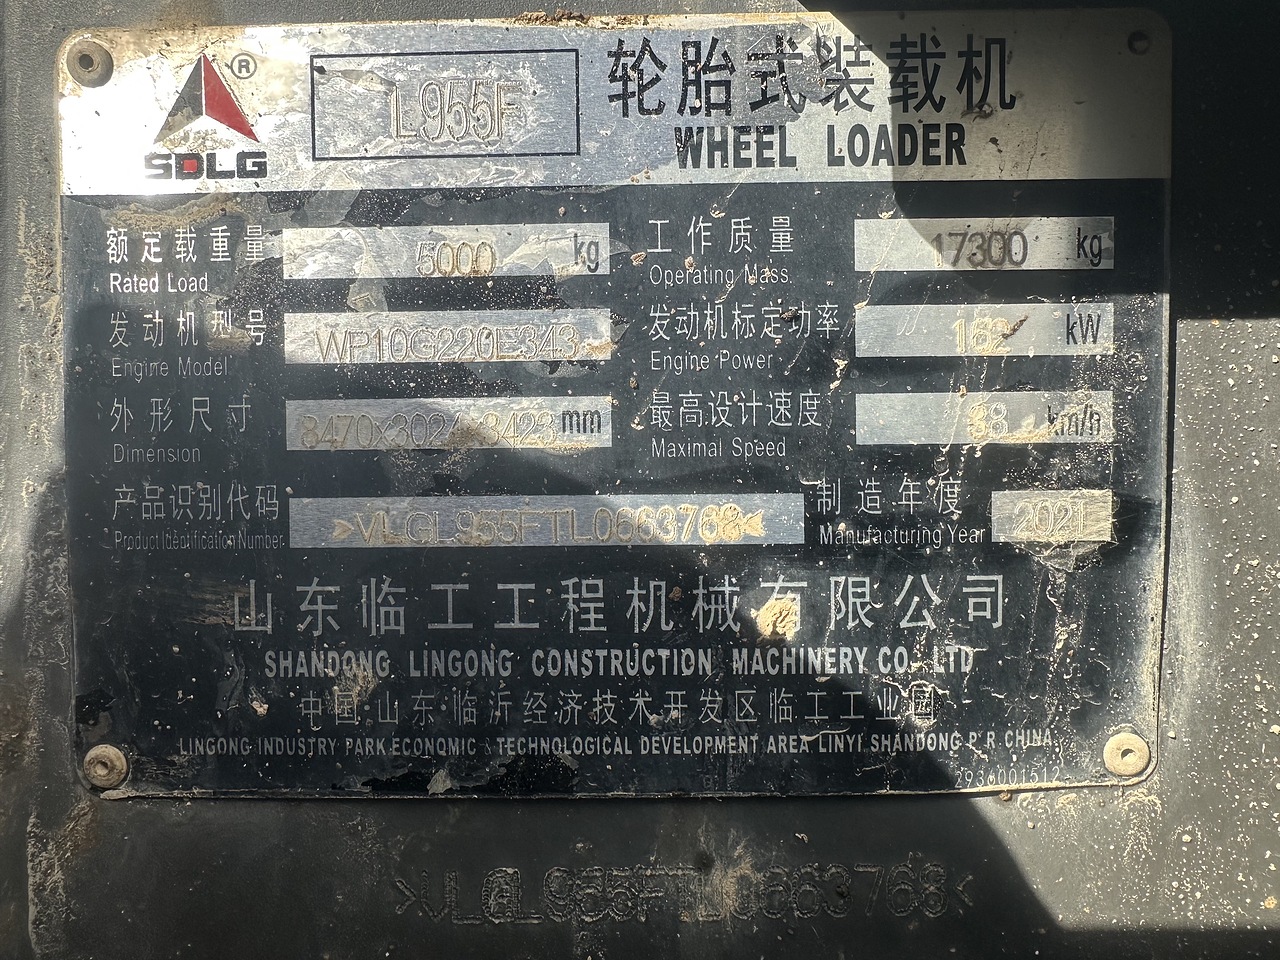 SDLG ®
L955F
轮胎式装载机
WHEEL LOADER
额定载重量 5000 kg
Rated Load
工作质量 17300 kg
Operating Mass
发动机型号 WP10G220E343
Engine Model
发动机标定功率 162 kW
Engine Power
外形尺寸 8470x3024x3423 mm
Dimension
最高设计速度 38 km/h
Maximal Speed
产品识别代码 VLGL955FTL0663768
Product Identification Number
制造年度 2021
Manufacturing Year
山东临工工程机械有限公司
SHANDONG LINGONG CONSTRUCTION MACHINERY CO. LTD
中国·山东·临沂经济技术开发区临工工业园
LINGONG INDUSTRY PARK ECONOMIC & TECHNOLOGICAL DEVELOPMENT AREA LINYI SHANDONG P R CHINA
VLGL955FTL0663768